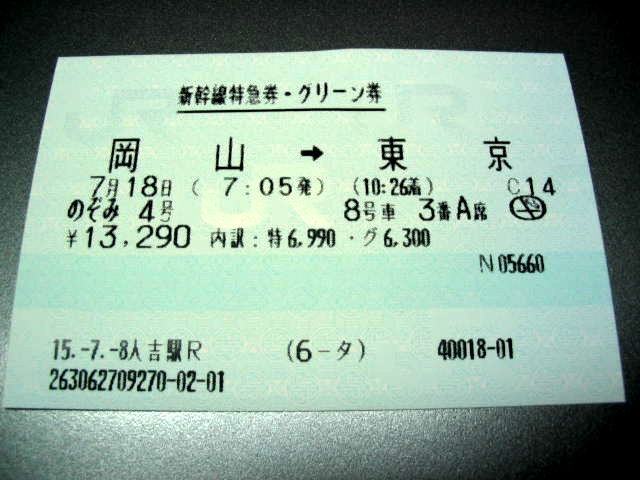 新幹線特急券・グリーン券
岡山 → 東京
7月18日 ( 7:05発) (10:26着) C14
のぞみ 4号 8号車 3番A席
¥13,290 内訳:特6,990・グ6,300
N05660
15.-7.-8人吉駅R (6-タ) 40018-01
263062709270-02-01